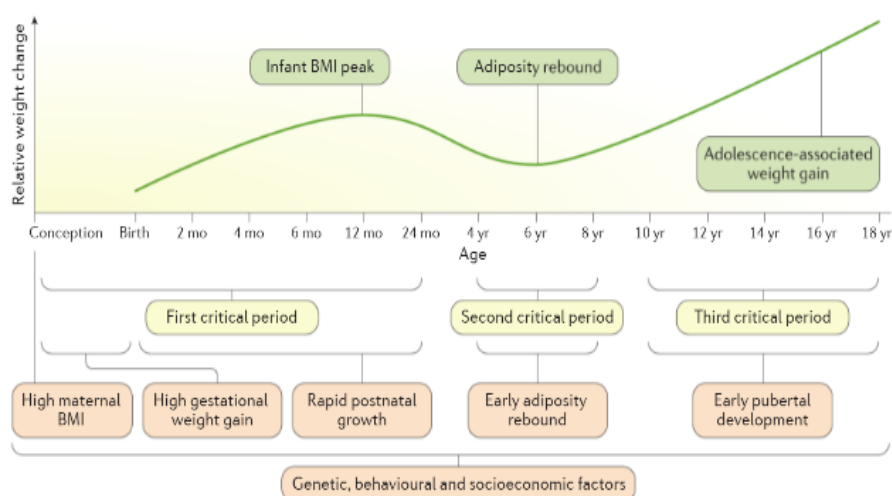 Relative weight change
Infant BMI peak
Adiposity rebound
Adolescence-associated
weight gain
Conception Birth 2 mo 4 mo 6 mo 12 mo 24 mo 4 yr 6 yr 8 yr 10 yr 12 yr 14 yr 16 yr 18 yr
Age
First critical period
Second critical period
Third critical period
High maternal
BMI
High gestational
weight gain
Rapid postnatal
growth
Early adiposity
rebound
Early pubertal
development
Genetic, behavioural and socioeconomic factors